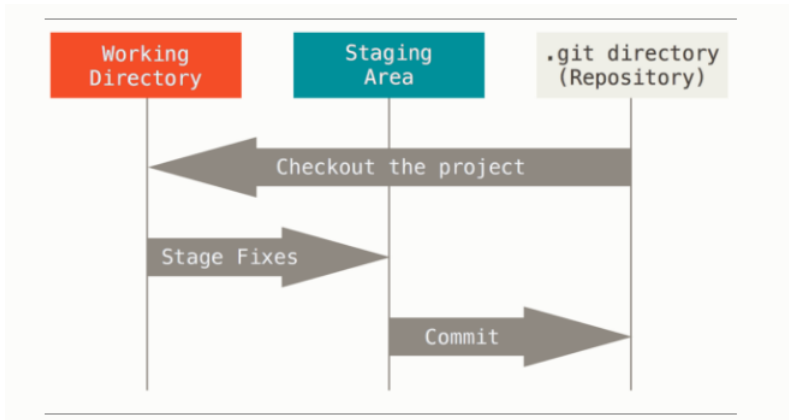 Working
Directory
Staging
Area
.git directory
(Repository)
Checkout the project
Stage Fixes
Commit